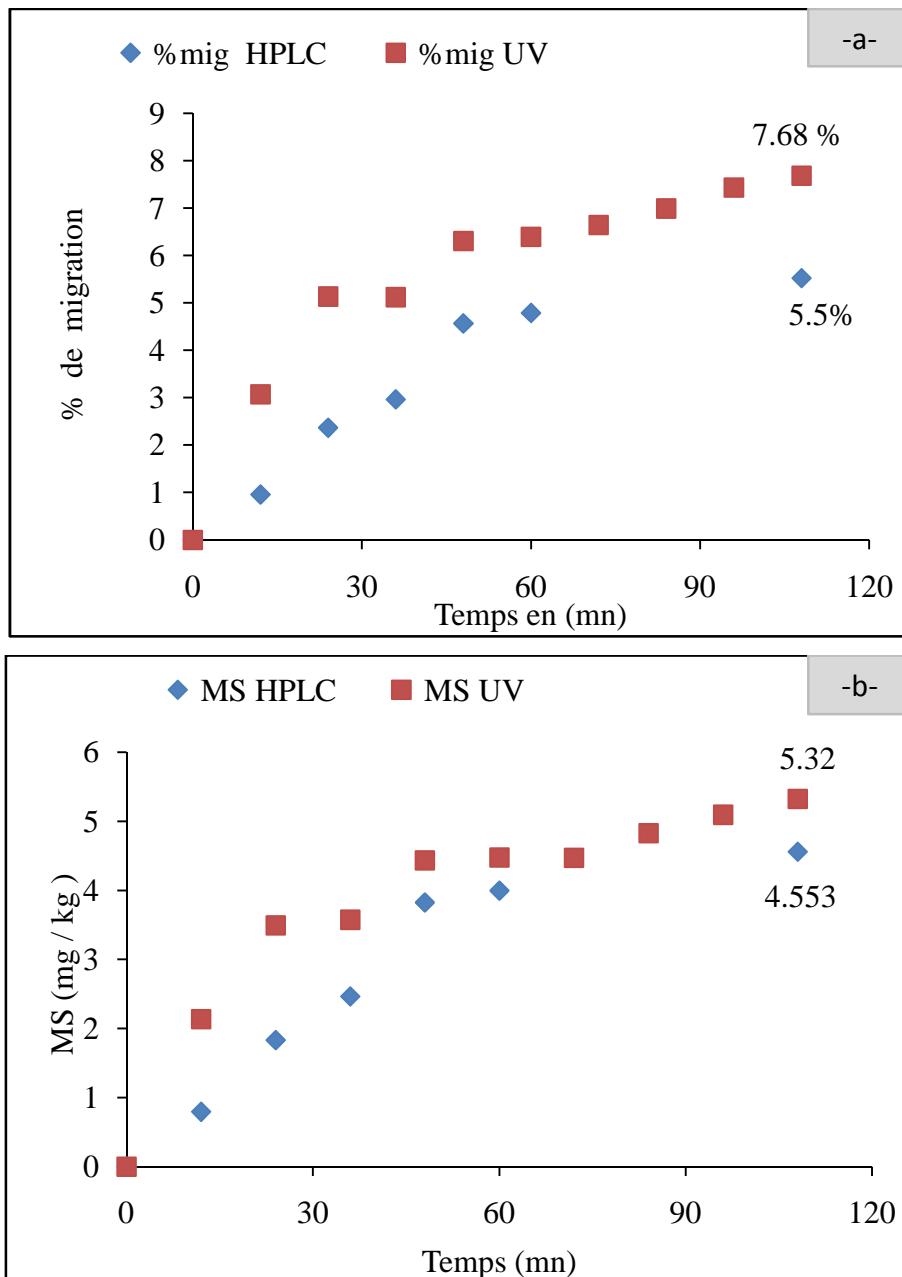 -a-
%mig HPLC %mig UV
9
8
7
6
5
4
3
2
1
0
% de migration
7.68 %
5.5%
0 30 60 90 120
Temps en (mn)
-b-
MS HPLC MS UV
6
5
4
3
2
1
0
MS (mg / kg)
5.32
4.553
0 30 60 90 120
Temps (mn)